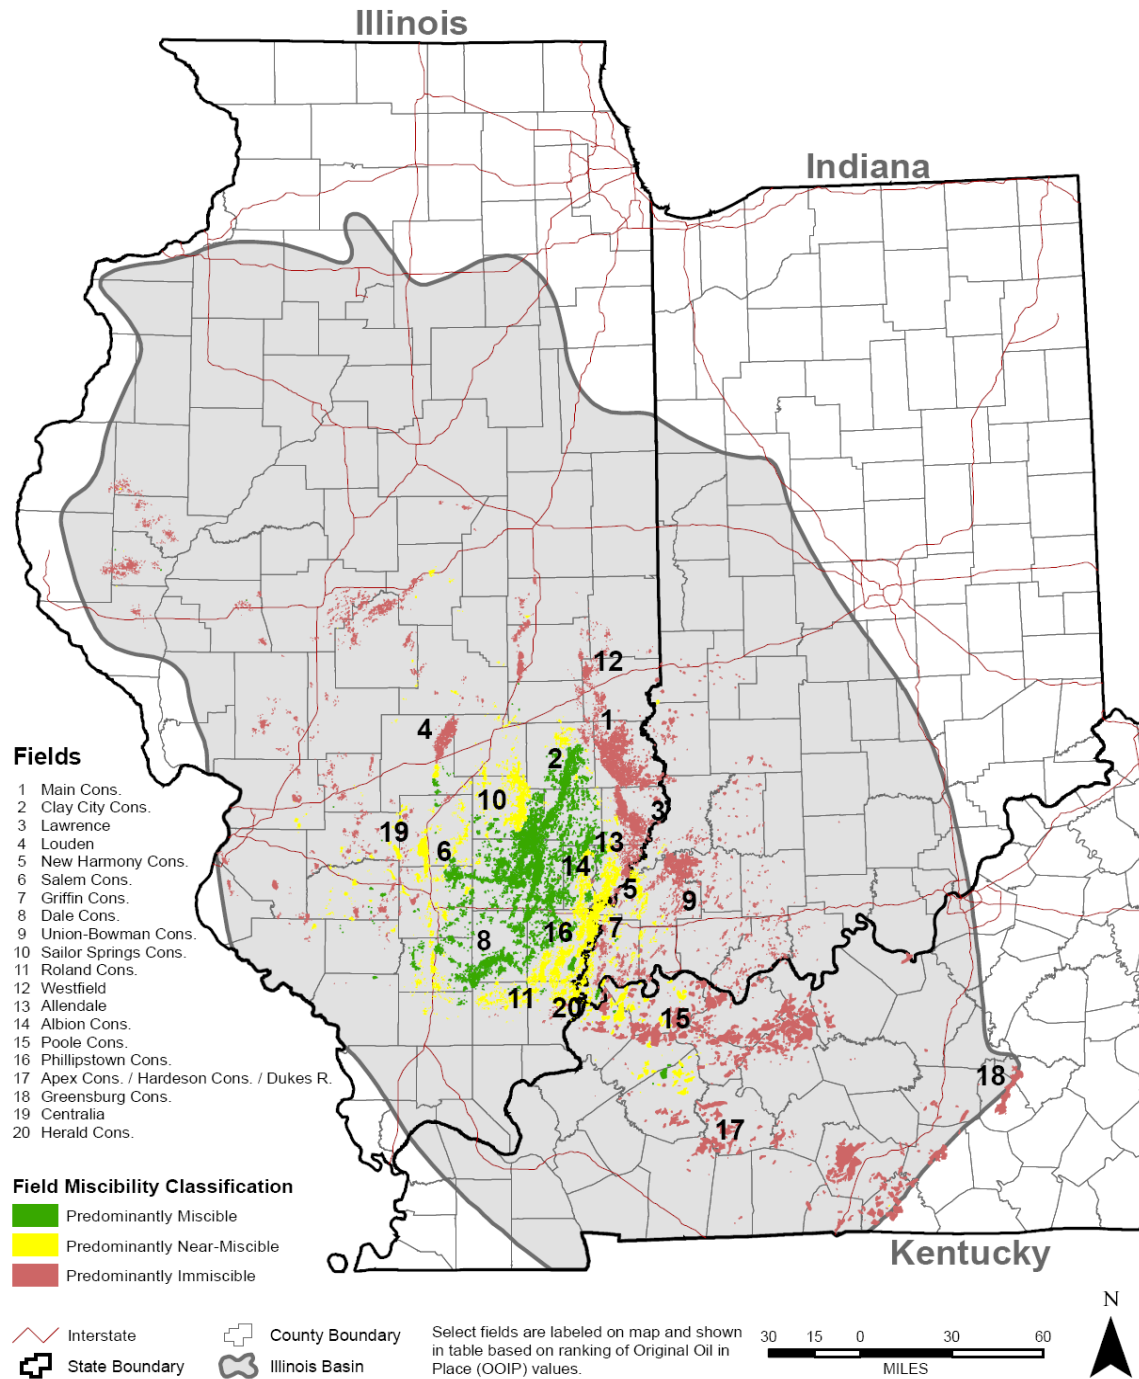 Illinois
Indiana
12
1
4
2
Fields
1 Main Cons.
2 Clay City Cons.
3 Lawrence
4 Louden
5 New Harmony Cons.
6 Salem Cons.
7 Griffin Cons.
8 Dale Cons.
9 Union-Bowman Cons.
10 Sailor Springs Cons.
11 Roland Cons.
12 Westfield
13 Allendale
14 Albion Cons.
15 Poole Cons.
16 Phillipstown Cons.
17 Apex Cons. / Hardeson Cons. / Dukes R.
18 Greensburg Cons.
19 Centralia
20 Herald Cons.
10
3
19
13
6
14
5
9
16
7
8
11
20
15
18
17
Field Miscibility Classification
Predominantly Miscible
Predominantly Near-Miscible
Predominantly Immiscible
Kentucky
Interstate
County Boundary
State Boundary
Illinois Basin
Select fields are labeled on map and shown
in table based on ranking of Original Oil in
Place (OOIP) values.
30 15 0 30 60
MILES
N